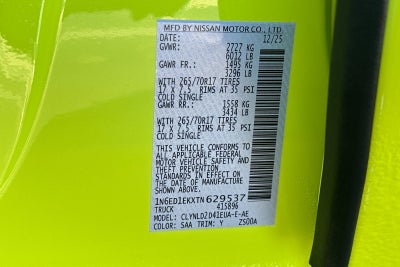 MFD BY NISSAN MOTOR CO., LTD.
DATE: 12/25
GVWR: 2727 KG
6012 LB
GAWR FR.: 1495 KG
3296 LB
WITH 265/70R17 TIRES
17 X 7.5 RIMS AT 35 PSI
COLD SINGLE
GAWR RR.: 1558 KG
3434 LB
WITH 265/70R17 TIRES
17 X 7.5 RIMS AT 35 PSI
COLD SINGLE
THIS VEHICLE CONFORMS TO
ALL APPLICABLE FEDERAL
MOTOR VEHICLE SAFETY AND
THEFT PREVENTION
STANDARDS IN EFFECT ON
THE DATE OF MANUFACTURE
SHOWN ABOVE.
1N6ED1EKXTN629537
TRUCK 415896
MODEL: CLYNLD2D41EUA-E-AE
COLOR: SAA TRIM: Y Z500A